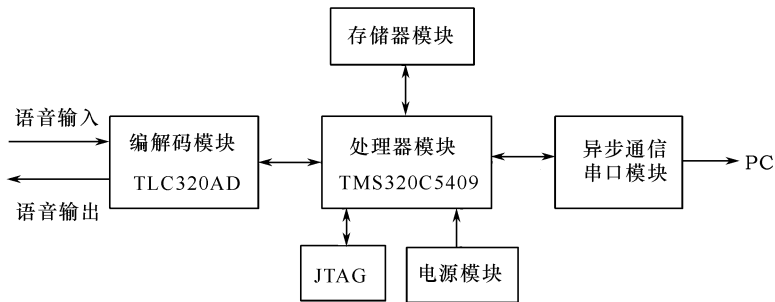 存储器模块
语音输入
语音输出
编解码模块
TLC320AD
处理器模块
TMS320C5409
异步通信
串口模块
PC
JTAG
电源模块